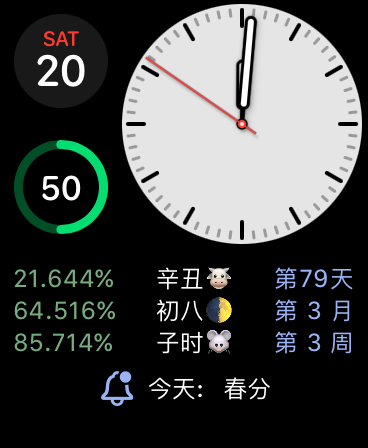 SAT
20
50
21.644% 辛丑🐮 第79天
64.516% 初八🌓 第 3 月
85.714% 子时🐭 第 3 周
今天: 春分